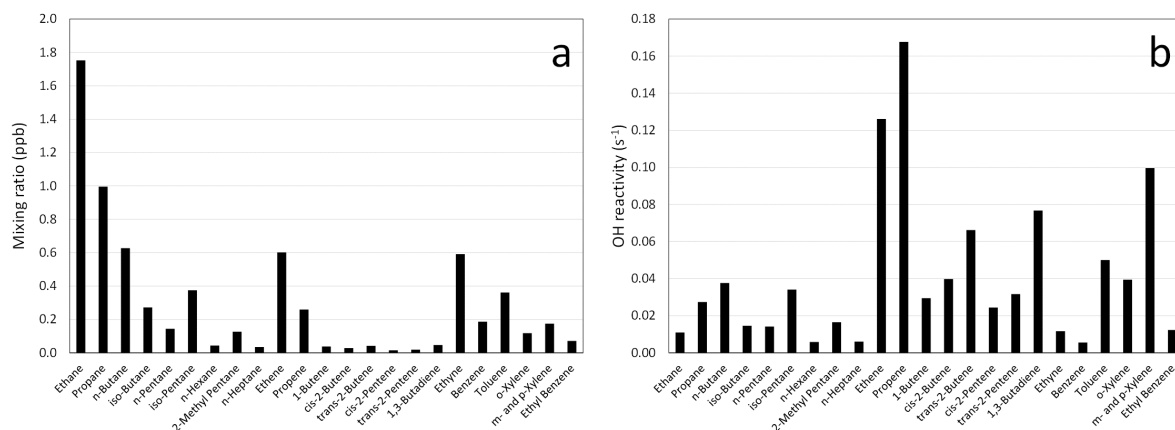 a
Mixing ratio (ppb)
2.0
1.8
1.6
1.4
1.2
1.0
0.8
0.6
0.4
0.2
0.0
Ethane
Propane
n-Butane
iso-Butane
n-Pentane
iso-Pentane
n-Hexane
2-Methyl Pentane
n-Heptane
Ethene
Propene
1-Butene
cis-2-Butene
trans-2-Butene
cis-2-Pentene
trans-2-Pentene
1,3-Butadiene
Ethyne
Benzene
Toluene
o-Xylene
m- and p-Xylene
Ethyl Benzene
b
OH reactivity (s⁻¹)
0.18
0.16
0.14
0.12
0.10
0.08
0.06
0.04
0.02
0.00
Ethane
Propane
n-Butane
iso-Butane
n-Pentane
iso-Pentane
n-Hexane
2-Methyl Pentane
n-Heptane
Ethene
Propene
1-Butene
cis-2-Butene
trans-2-Butene
cis-2-Pentene
trans-2-Pentene
1,3-Butadiene
Ethyne
Benzene
Toluene
o-Xylene
m- and p-Xylene
Ethyl Benzene